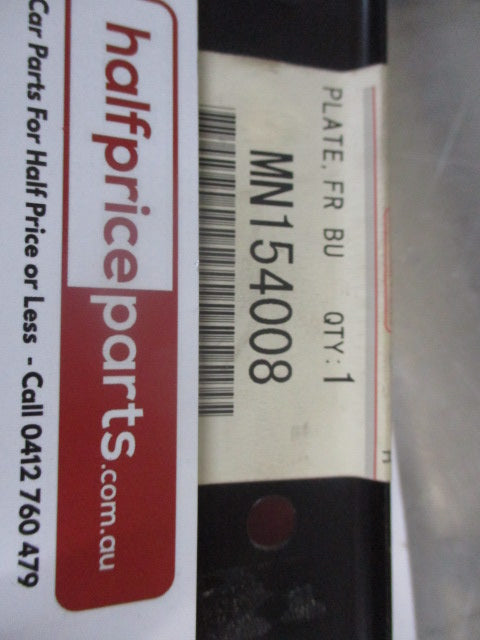 PLATE, FR BU QTY:1
MN154008
halfpriceparts.com.au
Car Parts For Half Price or Less - Call 0412 760 479